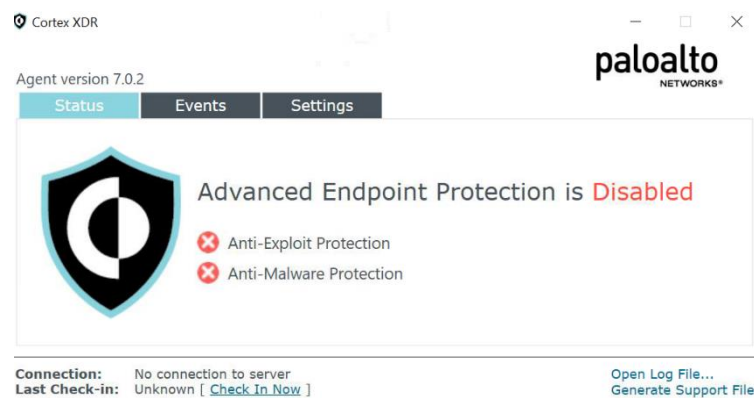 Cortex XDR
paloalto
NETWORKS®
Agent version 7.0.2
Status Events Settings
Advanced Endpoint Protection is Disabled
Anti-Exploit Protection
Anti-Malware Protection
Connection: No connection to server
Open Log File...
Last Check-in: Unknown [ Check In Now ]
Generate Support File